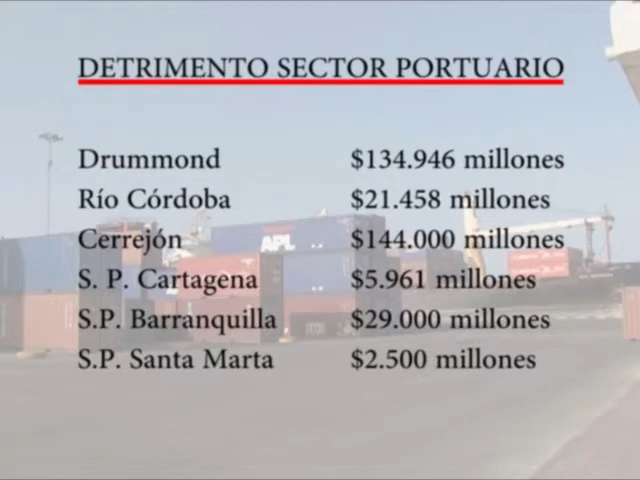 DETRIMENTO SECTOR PORTUARIO
Drummond $134.946 millones
Río Córdoba $21.458 millones
Cerrejón $144.000 millones
APL
S. P. Cartagena $5.961 millones
S.P. Barranquilla $29.000 millones
S.P. Santa Marta $2.500 millones